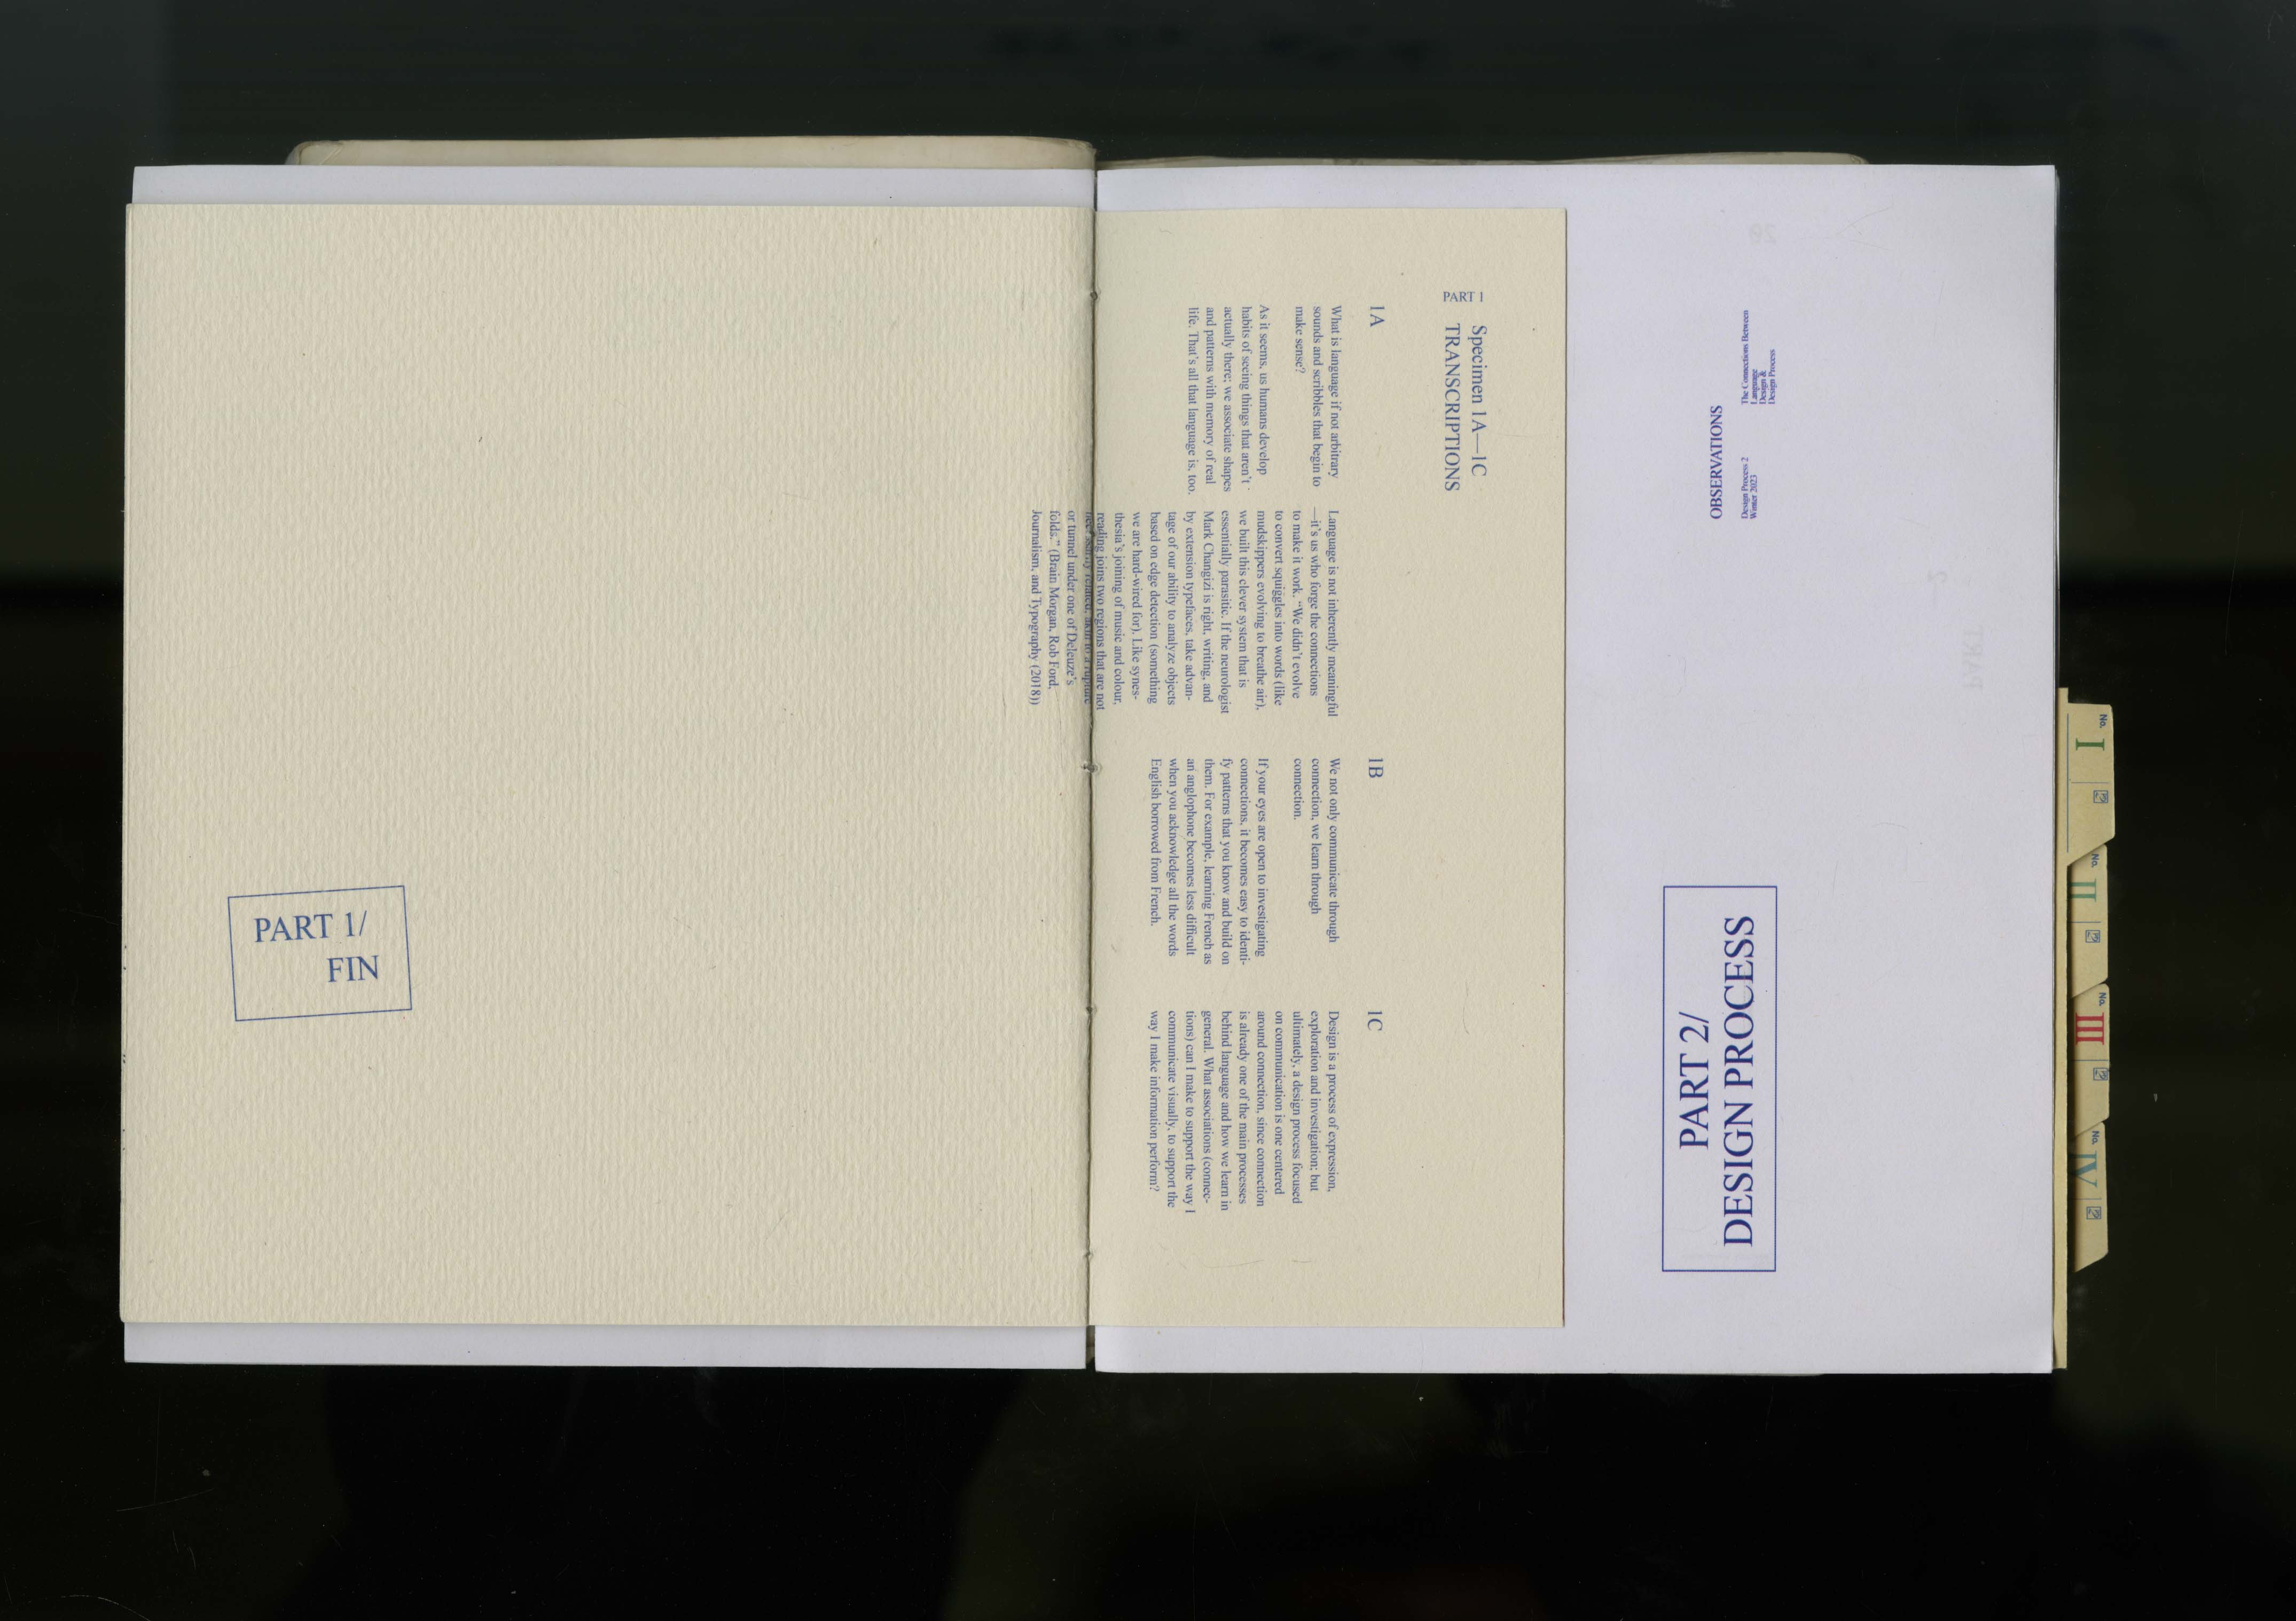 PART 1/
FIN
PART 1
Specimen 1A—1C
TRANSCRIPTIONS
1A
What is language if not arbitrary
sounds and scribbles that begin to
make sense?
As it seems, us humans develop
habits of seeing things that aren't
actually there; we associate shapes
and patterns with memory of real
life. That's all that language is, too.
Language is not inherently meaningful
—it's us who forge the connections
to make it work. “We didn't evolve
to convert squiggles into words (like
mudskippers evolving to breathe air),
we built this clever system that is
essentially parasitic. If the neurologist
Mark Changizi is right, writing, and
by extension typefaces, take advan-
tage of our ability to analyze objects
based on edge detection (something
we are hard-wired for). Like synes-
thesia's joining of music and colour,
reading joins two regions that are not
necessarily related, akin to a rupture
or tunnel under one of Deleuze's
folds.” (Brain Morgan, Rob Ford,
Journalism, and Typography (2018))
1B
We not only communicate through
connection, we learn through
connection.
If your eyes are open to investigating
connections, it becomes easy to identi-
fy patterns that you know and build on
them. For example, learning French as
an anglophone becomes less difficult
when you acknowledge all the words
English borrowed from French.
1C
Design is a process of expression,
exploration and investigation; but
ultimately, a design process focused
on communication is one centered
around connection, since connection
is already one of the main processes
behind language and how we learn in
general. What associations (connec-
tions) can I make to support the way I
communicate visually, to support the
way I make information perform?
OBSERVATIONS
The Connections Between
Language
Design &
Design Process
Design Process 2
Winter 2023
PART 2/
DESIGN PROCESS
No. I
No. II
No. III
No. IV